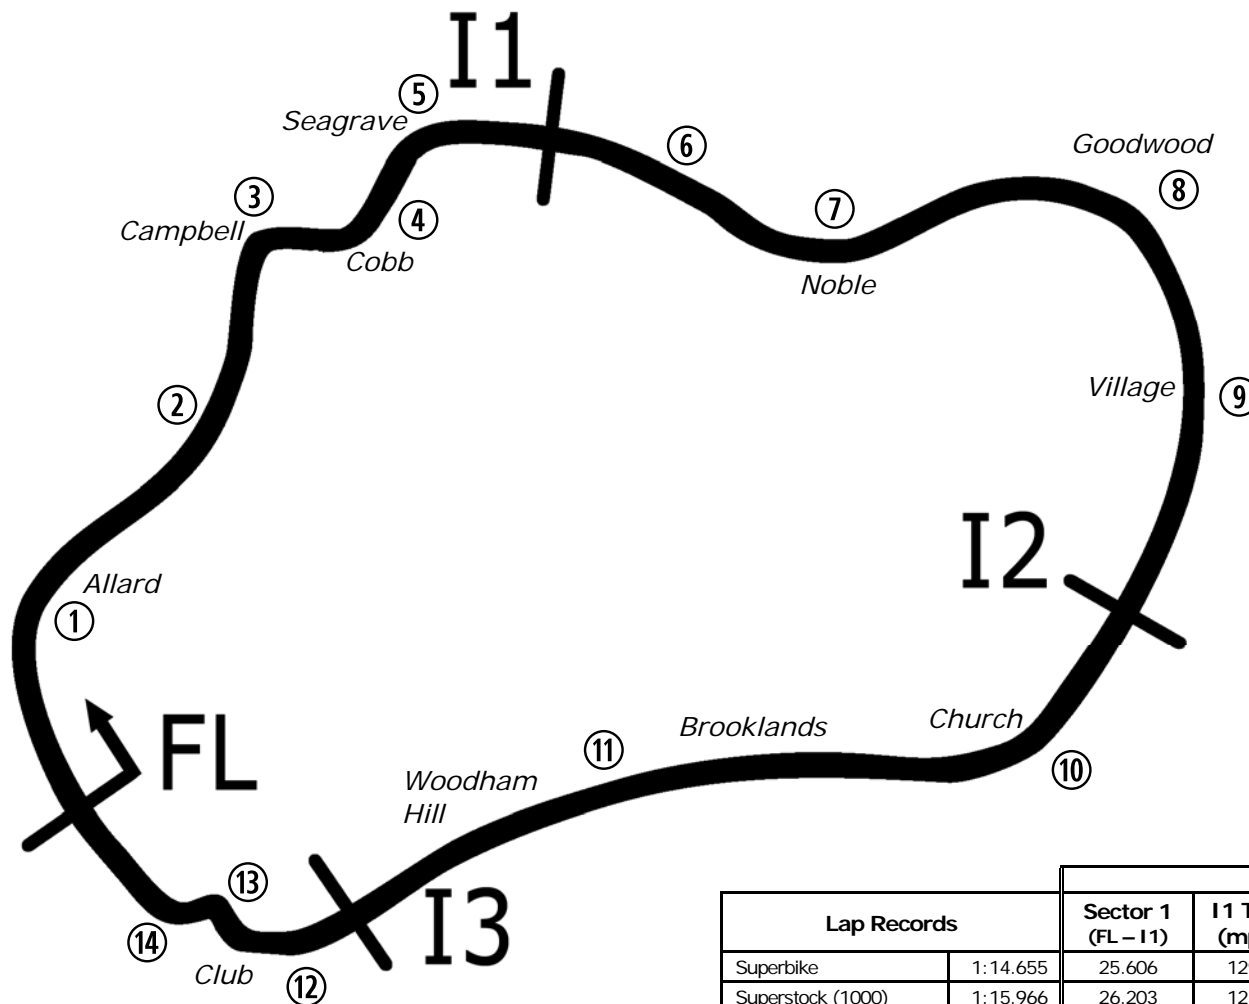 I1
⑤
Seagrave
⑥
Goodwood
⑧
③
Campbell
④
Cobb
⑦
Noble
②
Village
⑨
I2
Allard
①
FL
Brooklands
Church
⑪
⑩
Woodham
Hill
⑬
I3
⑭
Club
⑫
Lap Records
Sector 1
(FL – I1)
I1
Superbike 1:14.655 25.606
Superstock (1000) 1:15.966 26.203